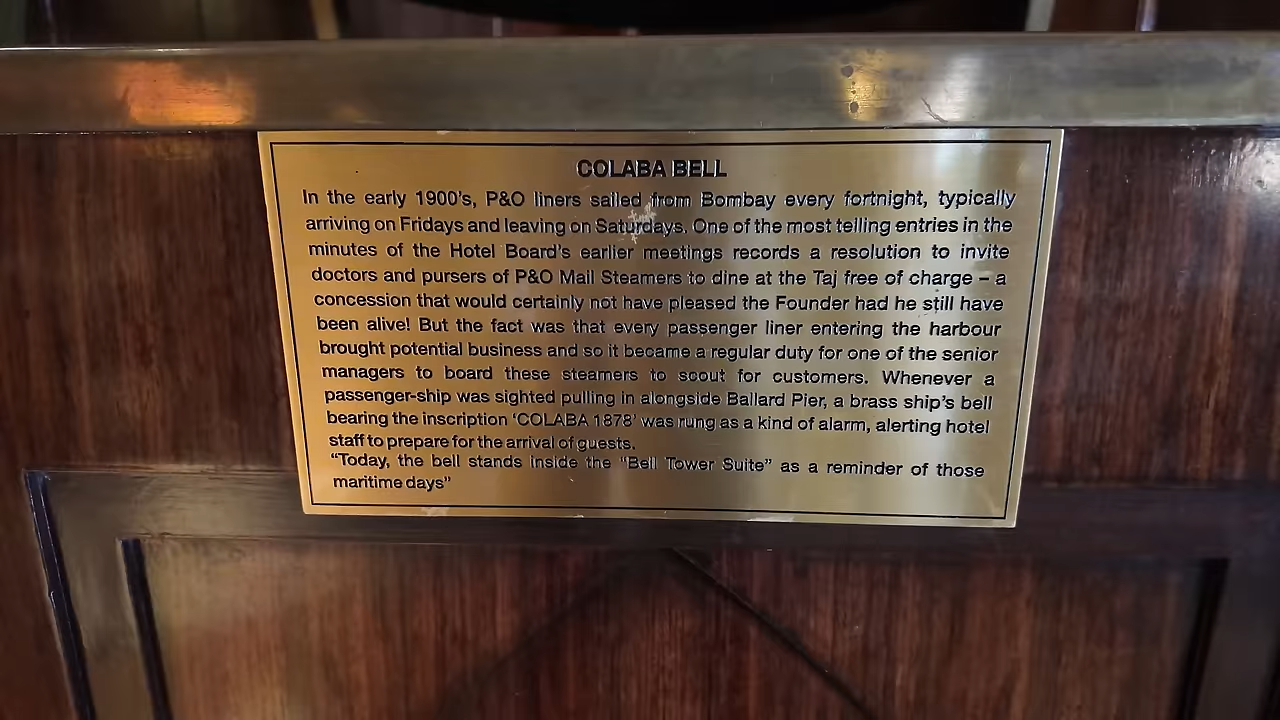 COLABA BELL
In the early 1900's, P&O liners sailed from Bombay every fortnight, typically
arriving on Fridays and leaving on Saturdays. One of the most telling entries in the
minutes of the Hotel Board's earlier meetings records a resolution to invite
doctors and pursers of P&O Mail Steamers to dine at the Taj free of charge – a
concession that would certainly not have pleased the Founder had he still have
been alive! But the fact was that every passenger liner entering the harbour
brought potential business and so it became a regular duty for one of the senior
managers to board these steamers to scout for customers. Whenever a
passenger-ship was sighted pulling in alongside Ballard Pier, a brass ship's bell
bearing the inscription 'COLABA 1878' was rung as a kind of alarm, alerting hotel
staff to prepare for the arrival of guests.
"Today, the bell stands inside the "Bell Tower Suite" as a reminder of those
maritime days"